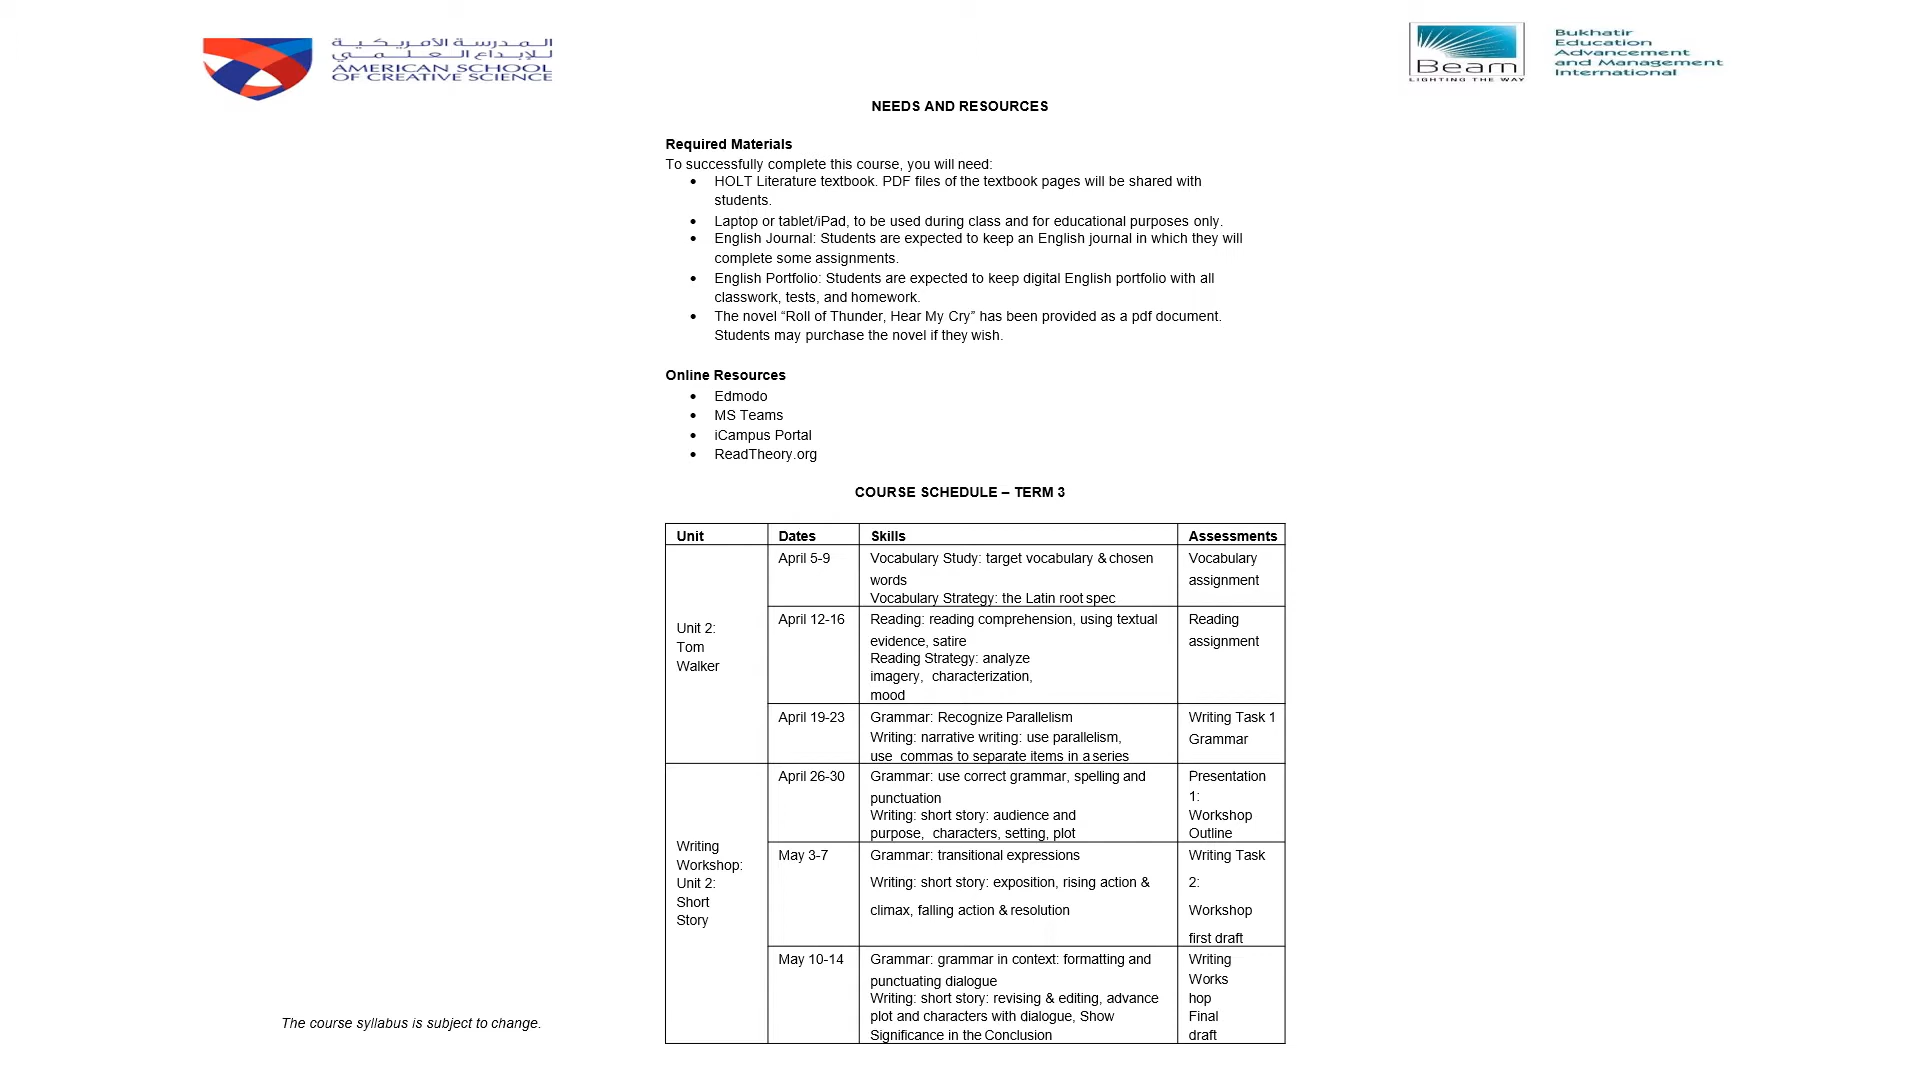 المدرسة الأمريكية
للإبداع العلمي
AMERICAN SCHOOL
OF CREATIVE SCIENCE
Beam
LIGHTING THE WAY
Bukhatir
Education
Advancement
and Management
International
NEEDS AND RESOURCES
Required Materials
To successfully complete this course, you will need:
• HOLT Literature textbook. PDF files of the textbook pages will be shared with
students.
• Laptop or tablet/iPad, to be used during class and for educational purposes only.
• English Journal: Students are expected to keep an English journal in which they will
complete some assignments.
• English Portfolio: Students are expected to keep digital English portfolio with all
classwork, tests, and homework.
• The novel “Roll of Thunder, Hear My Cry” has been provided as a pdf document.
Students may purchase the novel if they wish.
Online Resources
• Edmodo
• MS Teams
• iCampus Portal
• ReadTheory.org
COURSE SCHEDULE – TERM 3
Unit Dates Skills Assessments
Unit 2:
Tom
Walker
April 5-9
Vocabulary Study: target vocabulary & chosen
words
Vocabulary Strategy: the Latin root spec
Vocabulary
assignment
April 12-16
Reading: reading comprehension, using textual
evidence, satire
Reading Strategy: analyze
imagery, characterization,
mood
Reading
assignment
April 19-23
Grammar: Recognize Parallelism
Writing: narrative writing: use parallelism,
use commas to separate items in a series
Writing Task 1
Grammar
Writing
Workshop:
Unit 2:
Short
Story
April 26-30
Grammar: use correct grammar, spelling and
punctuation
Writing: short story: audience and
purpose, characters, setting, plot
Presentation
1:
Workshop
Outline
May 3-7
Grammar: transitional expressions
Writing: short story: exposition, rising action &
climax, falling action & resolution
Writing Task
2:
Workshop
first draft
May 10-14
Grammar: grammar in context: formatting and
punctuating dialogue
Writing: short story: revising & editing, advance
plot and characters with dialogue, Show
Significance in the Conclusion
Writing
Works
hop
Final
draft
The course syllabus is subject to change.